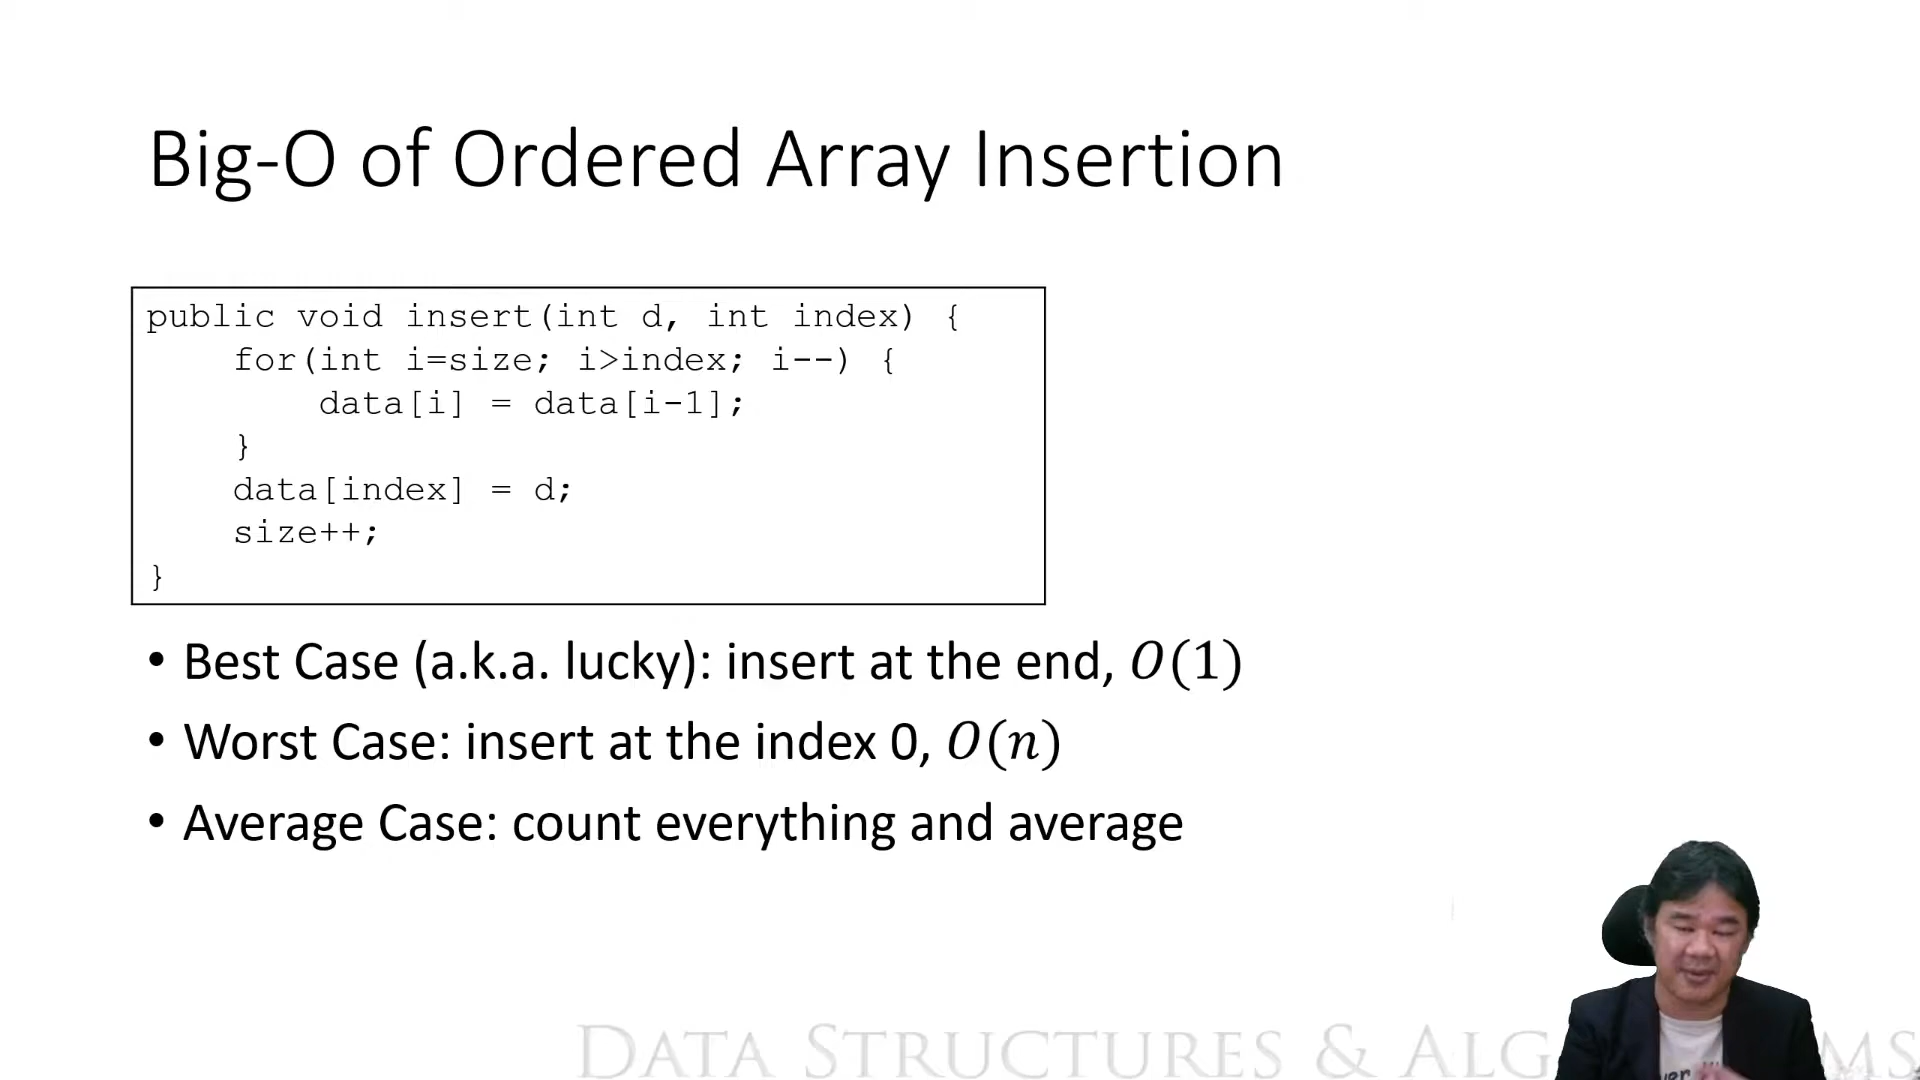 Big-O of Ordered Array Insertion
public void insert(int d, int index) {
for(int i=size; i>index; i--) {
data[i] = data[i-1];
}
data[index] = d;
size++;
}
• Best Case (a.k.a. lucky): insert at the end, O(1)
• Worst Case: insert at the index 0, O(n)
• Average Case: count everything and average
DATA STRUCTURES & ALG MS